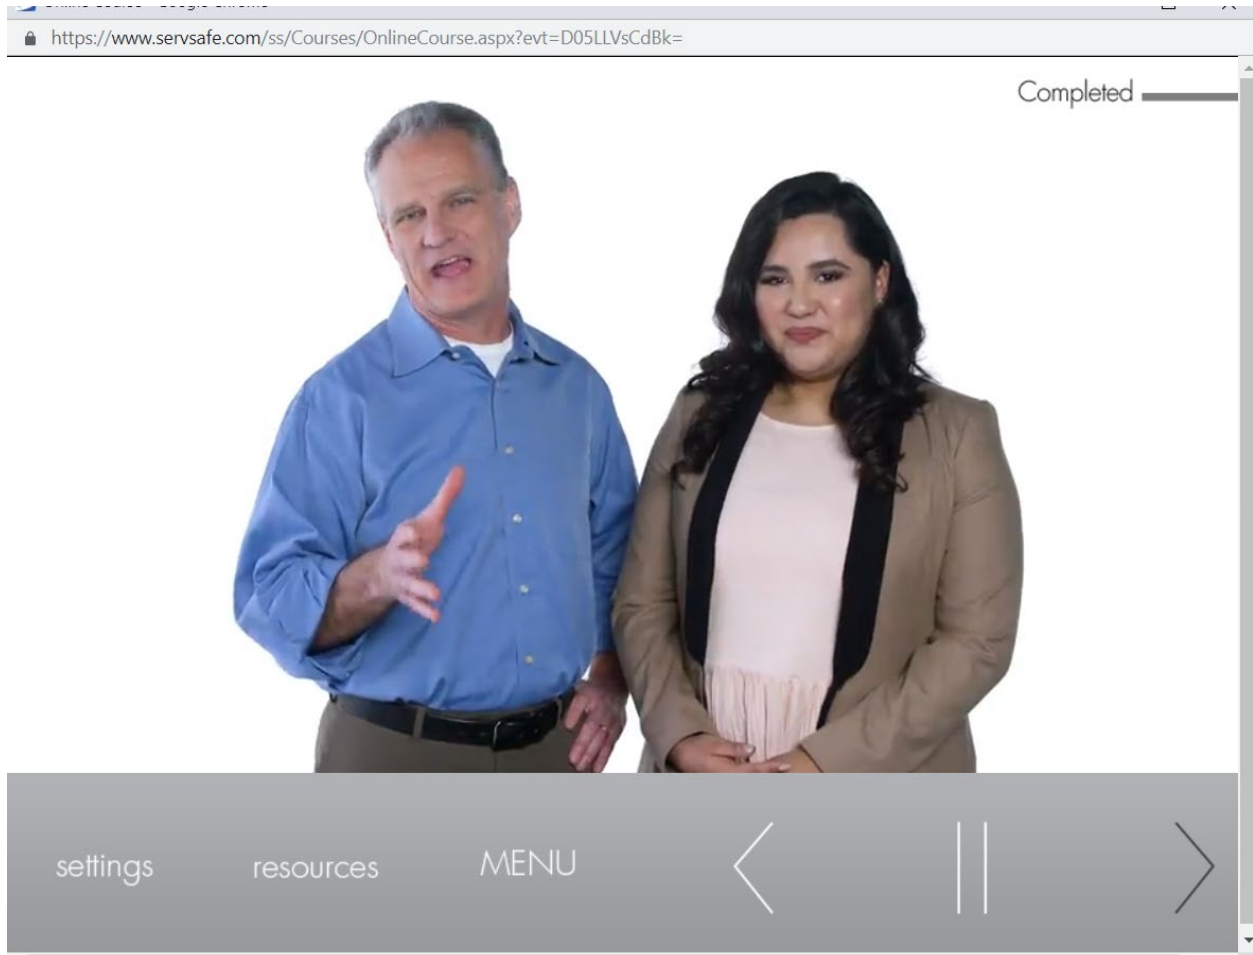 https://www.servsafe.com/ss/Courses/OnlineCourse.aspx?evt=D05LLVsCdBk=
Completed
settings resources MENU